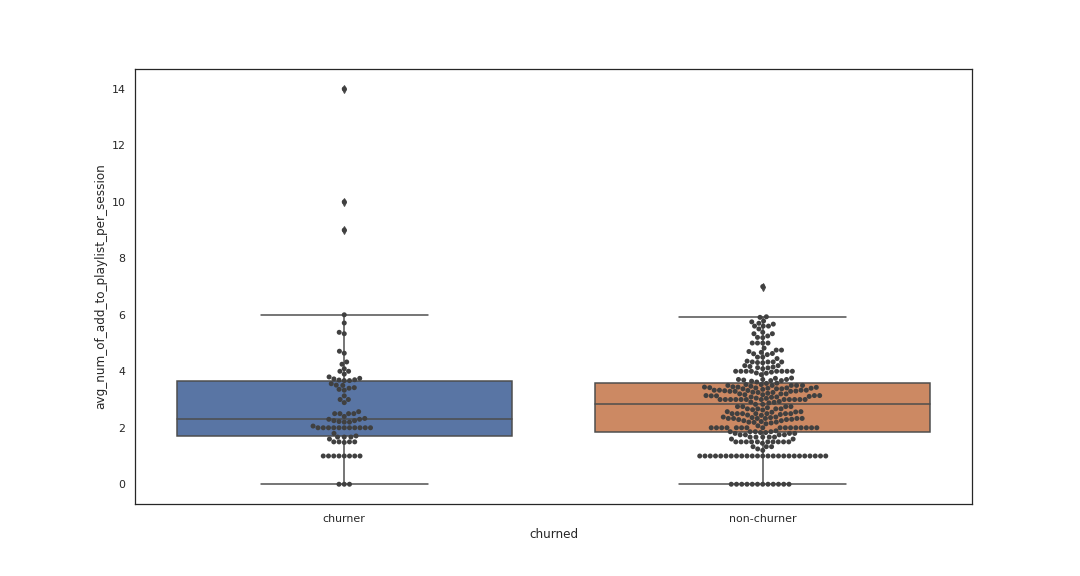 avg_num_of_add_to_playlist_per_session
14
12
10
8
6
4
2
0
churner
non-churner
churned